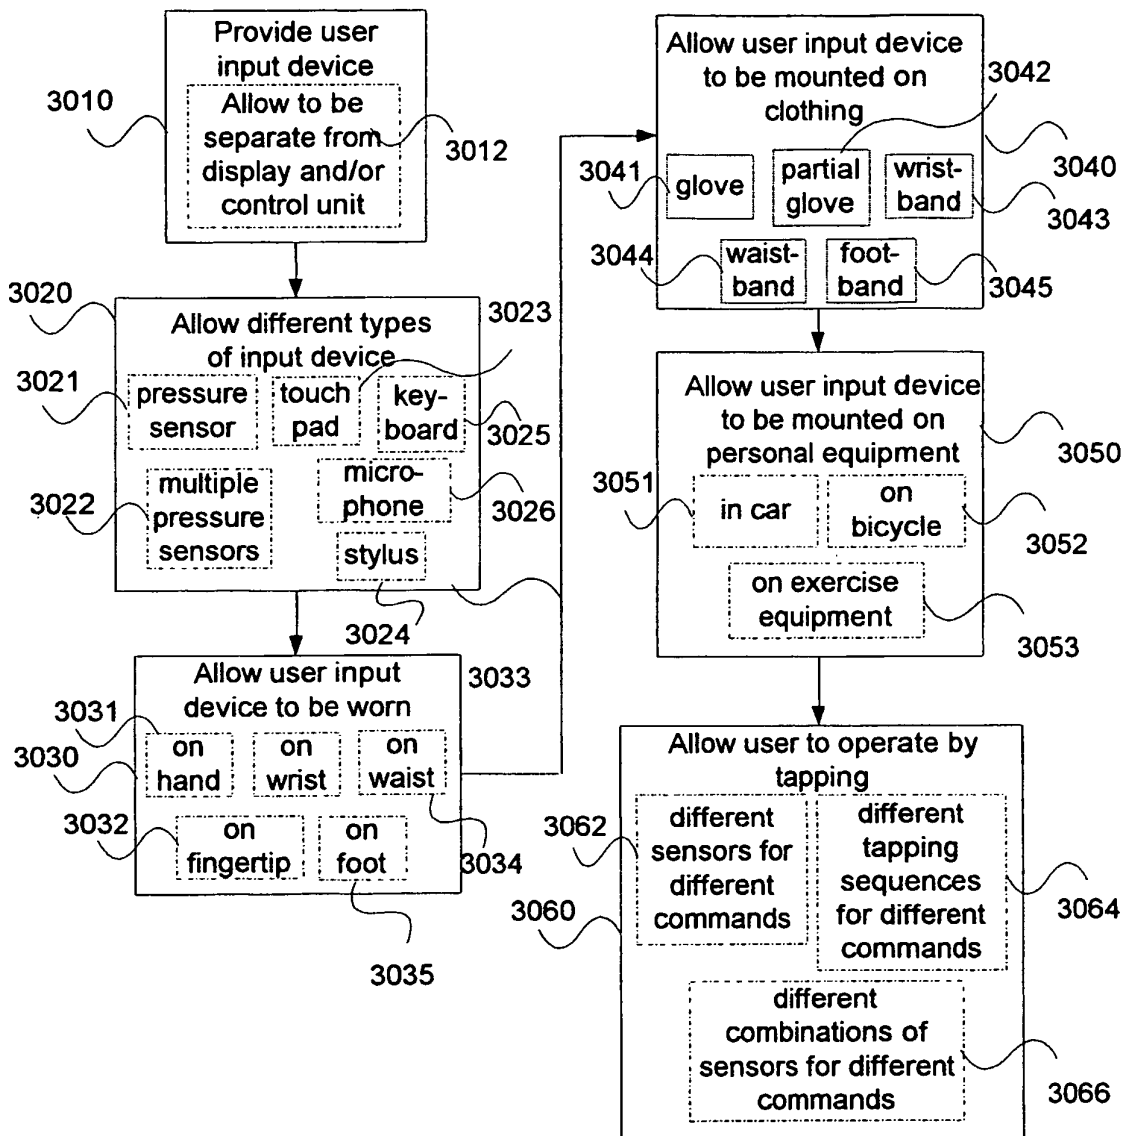 Provide user
input device
3010
Allow to be
separate from
display and/or
control unit
3012
3020
Allow different types
of input device
3023
3021
pressure
sensor
touch
pad
key-
board
3025
3022
multiple
pressure
sensors
micro-
phone
3026
stylus
3024
Allow user input
device to be worn
3033
3031
3030
on
hand
on
wrist
on
waist
3032
on
fingertip
on
foot
3034
3035
Allow user input device
to be mounted on
clothing
3042
3040
3041
glove
partial
glove
wrist-
band
3043
3044
waist-
band
foot-
band
3045
Allow user input device
to be mounted on
personal equipment
3050
3051
in car
on
bicycle
3052
on exercise
equipment
3053
Allow user to operate by
tapping
3062
different
sensors for
different
commands
different
tapping
sequences
for different
commands
3064
3060
different
combinations of
sensors for different
commands
3066